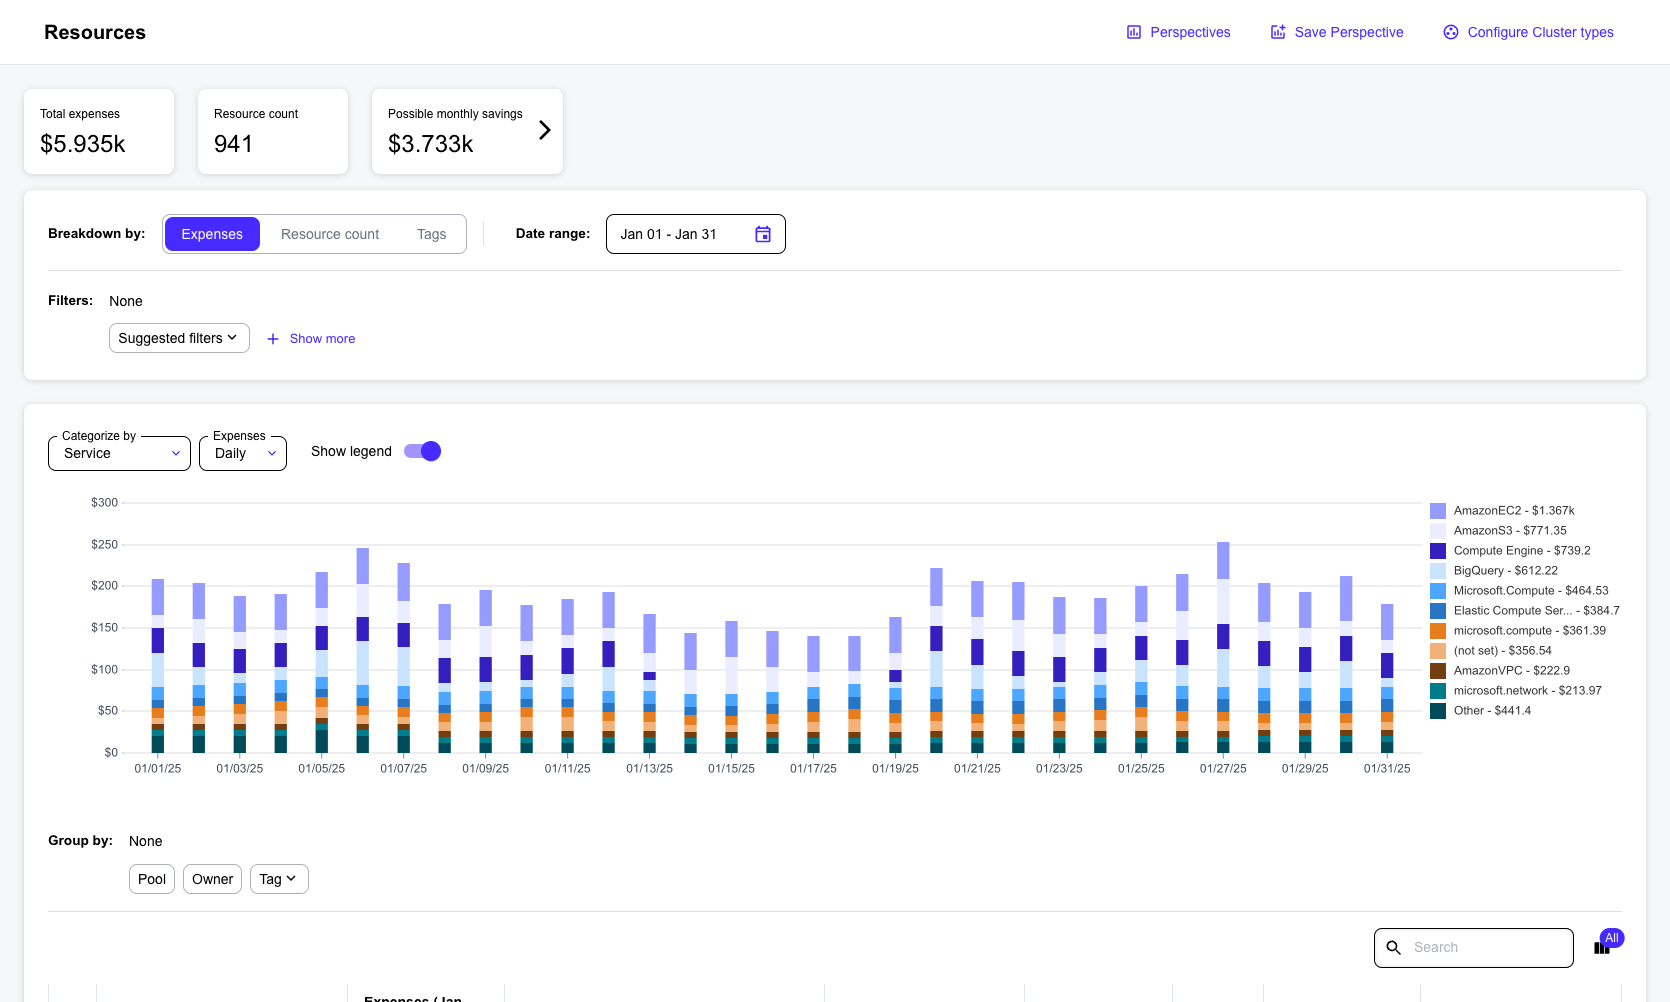 Resources
Perspectives
Save Perspective
Configure Cluster types
Total expenses
$5.935k
Resource count
941
Possible monthly savings
$3.733k
Breakdown by:
Expenses
Resource count
Tags
Date range:
Jan 01 - Jan 31
Filters:
None
Suggested filters
Show more
Categorize by
Service
Expenses
Daily
Show legend
$300
$250
$200
$150
$100
$50
$0
01/01/25
01/03/25
01/05/25
01/07/25
01/09/25
01/11/25
01/13/25
01/15/25
01/17/25
01/19/25
01/21/25
01/23/25
01/25/25
01/27/25
01/29/25
01/31/25
AmazonEC2 - $1.367k
AmazonS3 - $771.35
Compute Engine - $739.2
BigQuery - $612.22
Microsoft.Compute - $464.53
Elastic Compute Ser... - $384.7
microsoft.compute - $361.39
(not set) - $356.54
AmazonVPC - $222.9
microsoft.network - $213.97
Other - $441.4
Group by:
None
Pool
Owner
Tag
Search
All
Expenses (Jan